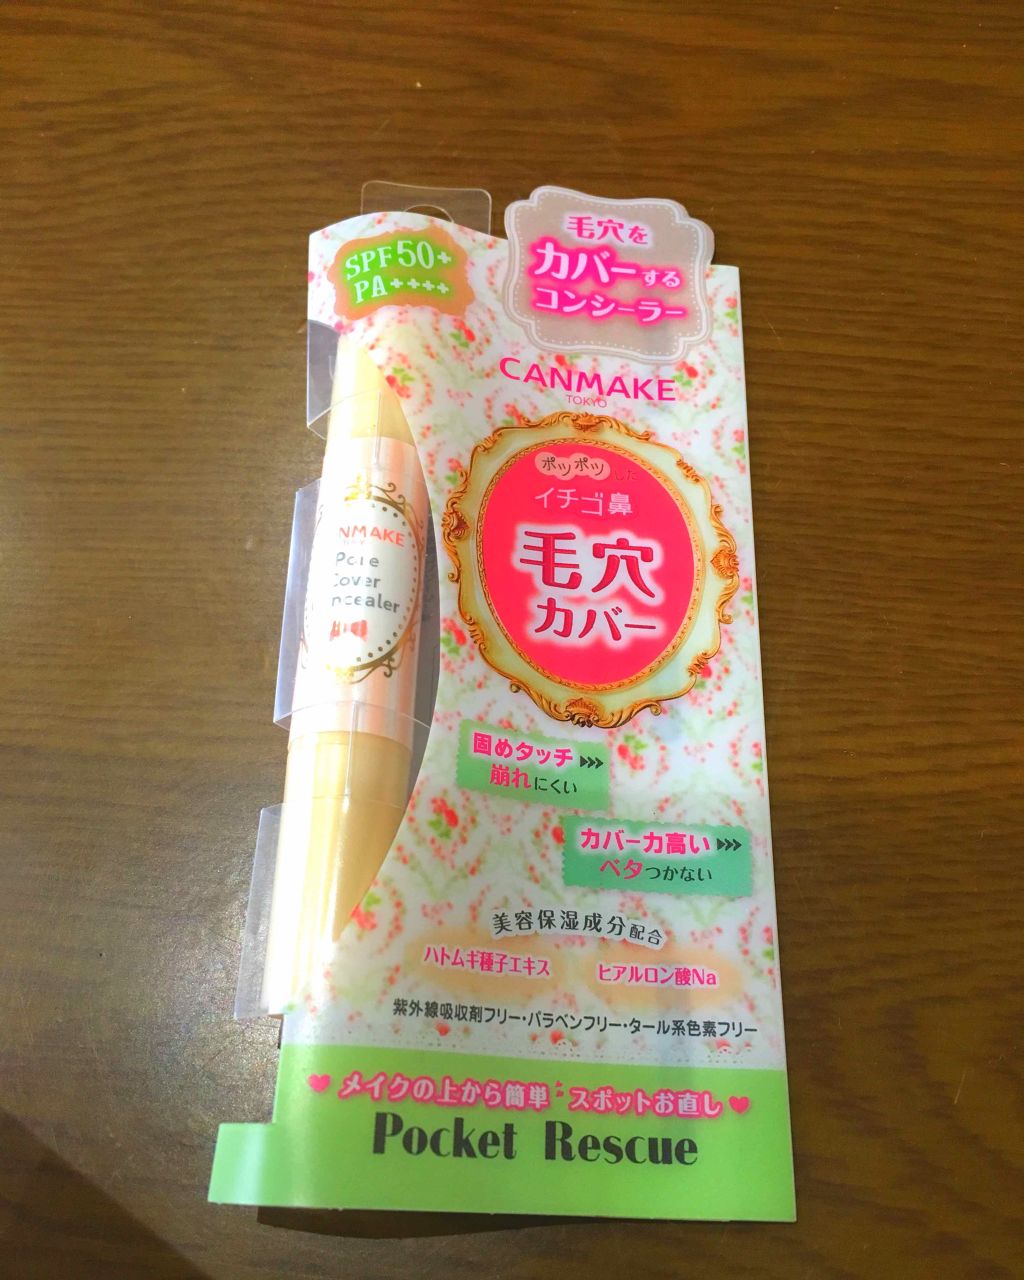 SPF50+
PA++++
毛穴を
カバーする
コンシーラー
CANMAKE
TOKYO
ポツポツした
イチゴ鼻
毛穴
カバー
NMAKE
Pore
Cover
ncealer
固めタッチ
崩れにくい
カバー力高い
ベタつかない
美容保湿成分配合
ハトムギ種子エキス
ヒアルロン酸Na
紫外線吸収剤フリー・パラベンフリー・タール系色素フリー
メイクの上から簡単 スポットお直し
Pocket Rescue